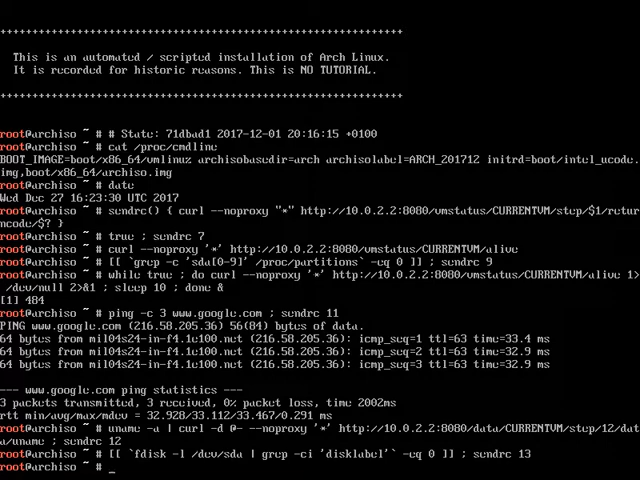 ++++++++++++++++++++++++++++++++++++++++++++++++++++++++++++++
This is an automated / scripted installation of Arch Linux.
It is recorded for historic reasons. This is NO TUTORIAL.
++++++++++++++++++++++++++++++++++++++++++++++++++++++++++++++
root@archiso ~ # # State: 71dbad1 2017-12-01 20:16:15 +0100
root@archiso ~ # cat /proc/cmdline
BOOT_IMAGE=boot/x86_64/vmlinuz archisobasedir=arch archisolabel=ARCH_201712 initrd=boot/intel_ucode.
img,boot/x86_64/archiso.img
root@archiso ~ # date
Wed Dec 27 16:23:30 UTC 2017
root@archiso ~ # sendrc() { curl --noproxy "*" http://10.0.2.2:8080/vmstatus/CURRENTVM/step/$1/retur
ncode/$? }
root@archiso ~ # true ; sendrc 7
root@archiso ~ # curl --noproxy '*' http://10.0.2.2:8080/vmstatus/CURRENTVM/alive
root@archiso ~ # [[ `grep -c 'sda[0-9]' /proc/partitions` -eq 0 ]] ; sendrc 9
root@archiso ~ # while true ; do curl --noproxy '*' http://10.0.2.2:8080/vmstatus/CURRENTVM/alive 1>
/dev/null 2>&1 ; sleep 10 ; done &
[1] 484
root@archiso ~ # ping -c 3 www.google.com ; sendrc 11
PING www.google.com (216.58.205.36) 56(84) bytes of data.
64 bytes from mil04s24-in-f4.1e100.net (216.58.205.36): icmp_seq=1 ttl=63 time=33.4 ms
64 bytes from mil04s24-in-f4.1e100.net (216.58.205.36): icmp_seq=2 ttl=63 time=32.9 ms
64 bytes from mil04s24-in-f4.1e100.net (216.58.205.36): icmp_seq=3 ttl=63 time=32.9 ms
--- www.google.com ping statistics ---
3 packets transmitted, 3 received, 0% packet loss, time 2002ms
rtt min/avg/max/mdev = 32.928/33.112/33.467/0.291 ms
root@archiso ~ # uname -a | curl -d @- --noproxy '*' http://10.0.2.2:8080/data/CURRENTVM/step/12/dat
a/uname ; sendrc 12
root@archiso ~ # [[ `fdisk -l /dev/sda | grep -ci 'disklabel'` -eq 0 ]] ; sendrc 13
root@archiso ~ # _